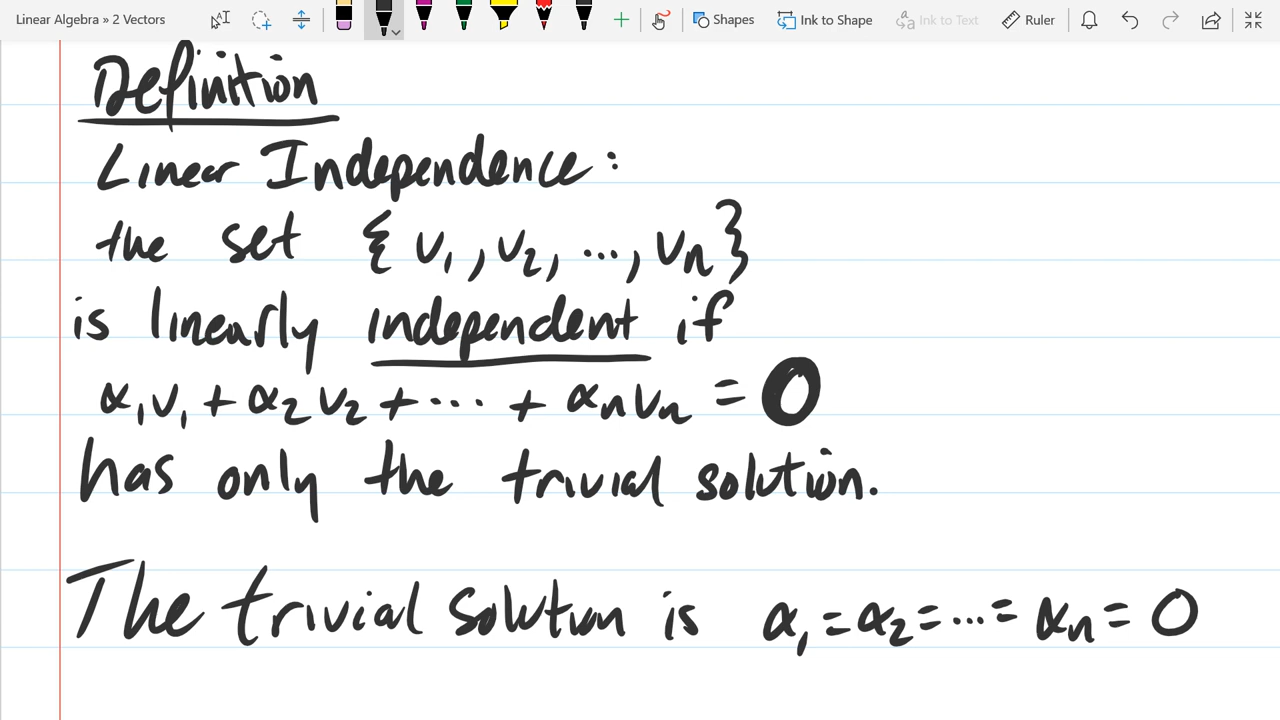 Linear Algebra » 2 Vectors
Shapes
Ink to Shape
Ink to Text
Ruler
Definition
Linear Independence:
the set { v₁, v₂, ..., vₙ}
is linearly independent if
α₁v₁ + α₂v₂ + ··· + αₙvₙ = 0
has only the trivial solution.
The trivial solution is α₁ = α₂ = ... = αₙ = 0